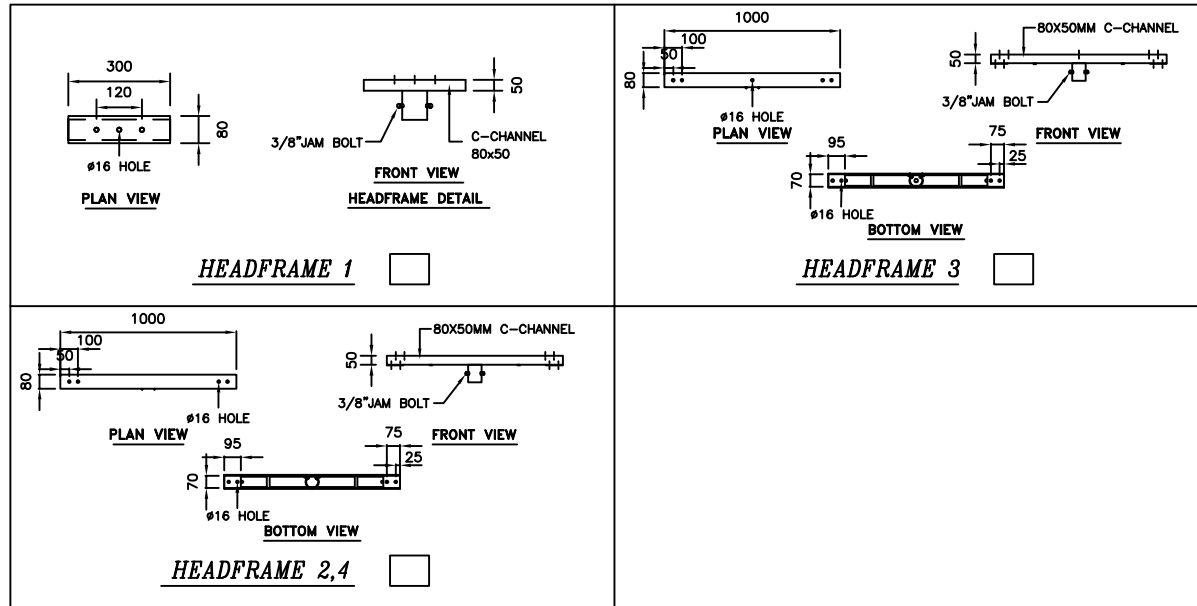 300
120
80
ø16 HOLE
PLAN VIEW
50
3/8"JAM BOLT
C-CHANNEL
80x50
FRONT VIEW
HEADFRAME DETAIL
HEADFRAME 1
1000
100
50
80
ø16 HOLE
PLAN VIEW
80X50MM C-CHANNEL
50
3/8"JAM BOLT
FRONT VIEW
95
75
25
70
ø16 HOLE
BOTTOM VIEW
HEADFRAME 3
1000
100
50
80
ø16 HOLE
PLAN VIEW
80X50MM C-CHANNEL
50
3/8"JAM BOLT
FRONT VIEW
95
75
25
70
ø16 HOLE
BOTTOM VIEW
HEADFRAME 2,4